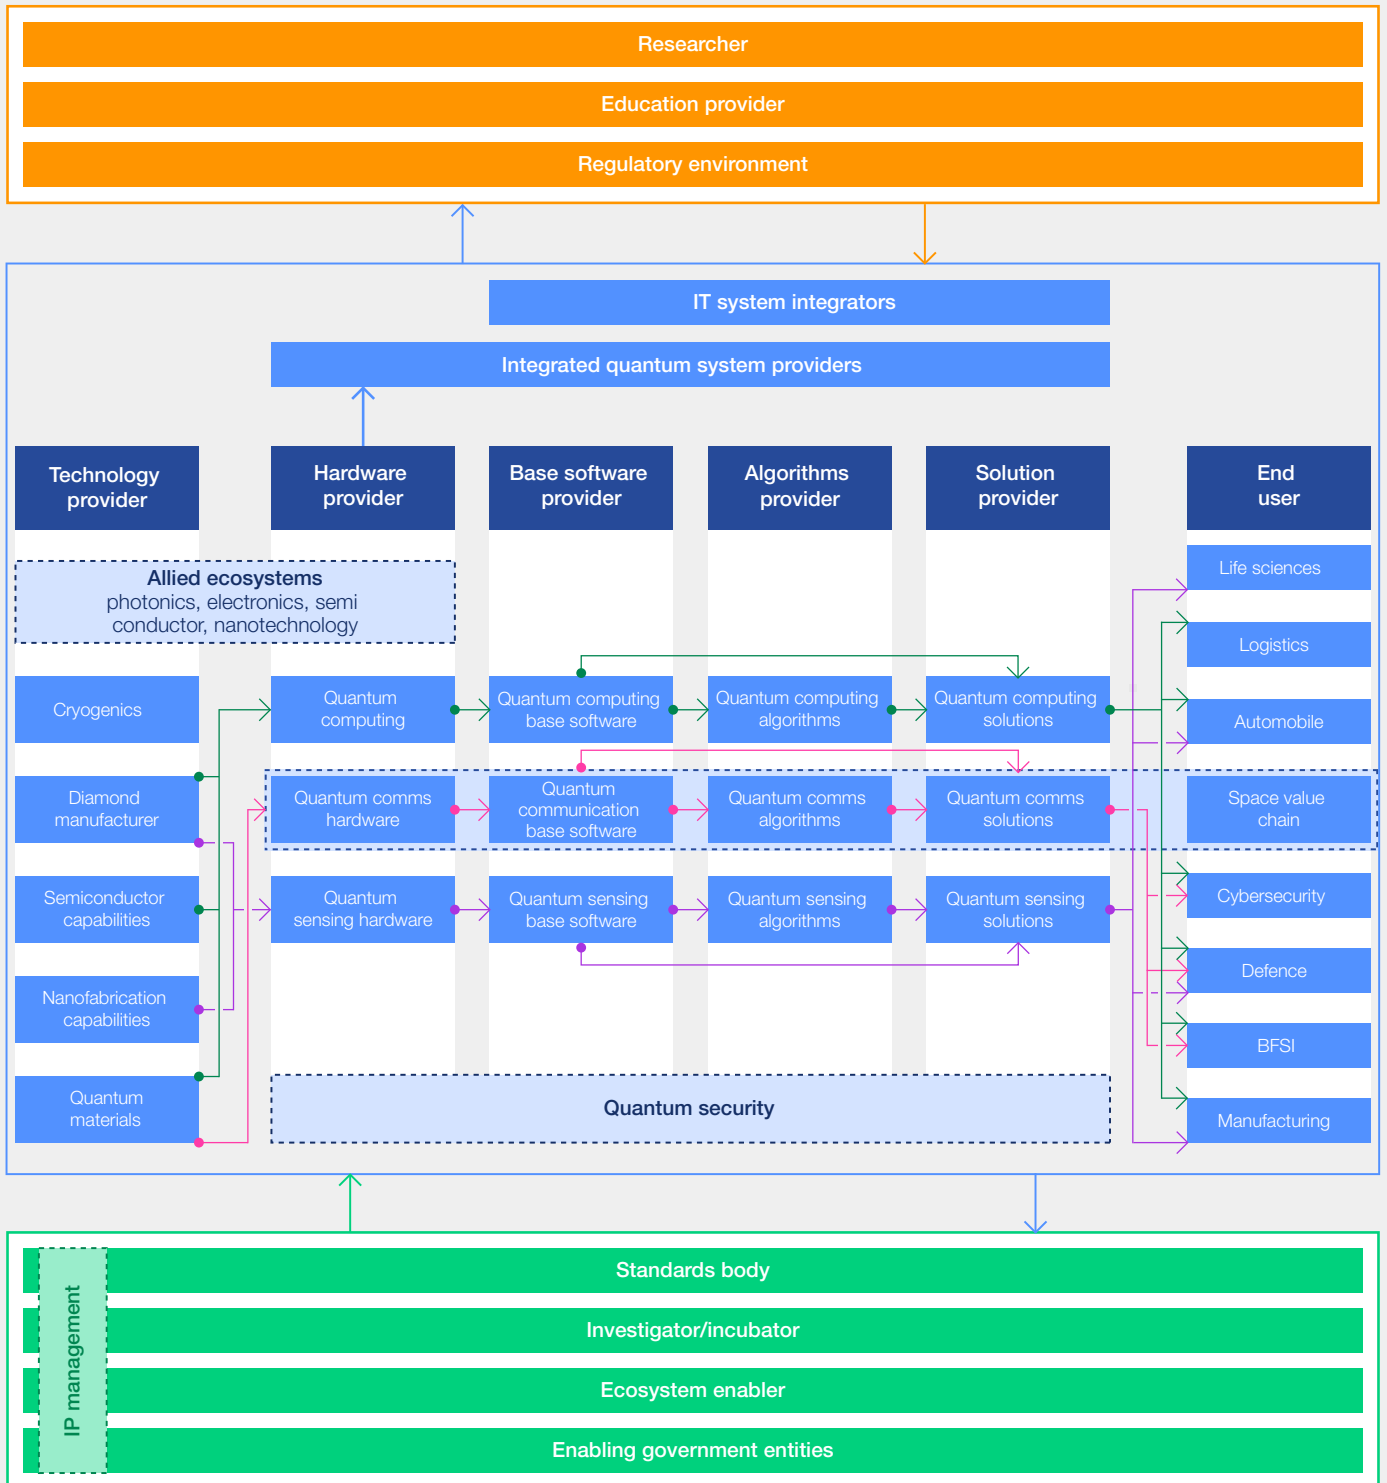 Researcher
Education provider
Regulatory environment
IT system integrators
Integrated quantum system providers
Technology
provider
Hardware
provider
Base software
provider
Algorithms
provider
Solution
provider
End
user
Allied ecosystems
photonics, electronics, semi
conductor, nanotechnology
Cryogenics
Diamond
manufacturer
Semiconductor
capabilities
Nanofabrication
capabilities
Quantum
materials
Quantum
computing
Quantum computing
base software
Quantum computing
algorithms
Quantum computing
solutions
Quantum comms
hardware
Quantum
communication
base software
Quantum comms
algorithms
Quantum comms
solutions
Quantum
sensing hardware
Quantum sensing
base software
Quantum sensing
algorithms
Quantum sensing
solutions
Quantum security
Life sciences
Logistics
Automobile
Space value
chain
Cybersecurity
Defence
BFSI
Manufacturing
IP management
Standards body
Investigator/incubator
Ecosystem enabler
Enabling government entities